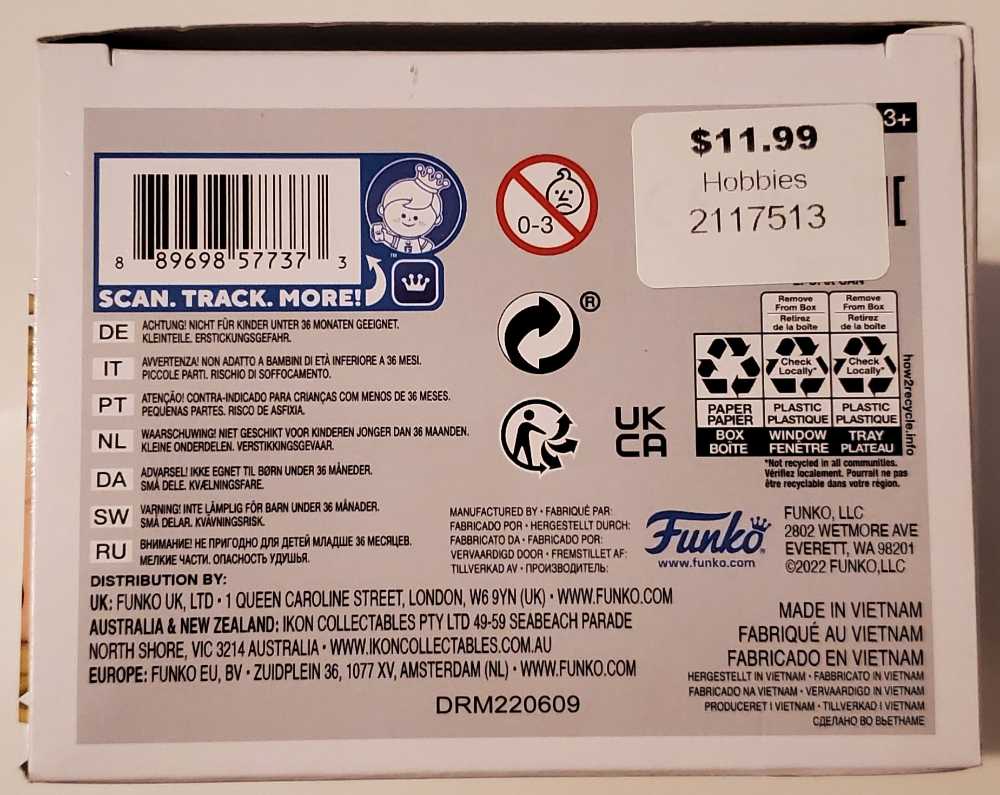 3+
$11.99
Hobbies
2117513
8 89698 57737 3
SCAN. TRACK. MORE!
™
0-3
®
DE ACHTUNG! NICHT FÜR KINDER UNTER 36 MONATEN GEEIGNET.
KLEINTEILE. ERSTICKUNGSGEFAHR.
IT AVVERTENZA! NON ADATTO A BAMBINI DI ETÀ INFERIORE A 36 MESI.
PICCOLE PARTI. RISCHIO DI SOFFOCAMENTO.
PT ATENÇÃO! CONTRA-INDICADO PARA CRIANÇAS COM MENOS DE 36 MESES.
PEQUENAS PARTES. RISCO DE ASFIXIA.
NL WAARSCHUWING! NIET GESCHIKT VOOR KINDEREN JONGER DAN 36 MAANDEN.
KLEINE ONDERDELEN. VERSTIKKINGSGEVAAR.
DA ADVARSEL! IKKE EGNET TIL BØRN UNDER 36 MÅNEDER.
SMÅ DELE. KVÆLNINGSFARE.
SW VARNING! INTE LÄMPLIG FÖR BARN UNDER 36 MÅNADER.
SMÅ DELAR. KVÄVNINGSRISK.
RU ВНИМАНИЕ! НЕ ПРИГОДНО ДЛЯ ДЕТЕЙ МЛАДШЕ 36 МЕСЯЦЕВ.
МЕЛКИЕ ЧАСТИ. ОПАСНОСТЬ УДУШЬЯ.
Remove From Box
Retirez de la boîte
Remove From Box
Retirez de la boîte
Check Locally*
Check Locally*
PAPER PAPIER
PLASTIC PLASTIQUE
PLASTIC PLASTIQUE
BOX BOÎTE
WINDOW FENÊTRE
TRAY PLATEAU
how2recycle.info
*Not recycled in all communities.
Vérifiez localement. Pourrait ne pas
être recyclable dans votre région.
UK
CA
MANUFACTURED BY • FABRIQUÉ PAR:
FABRICADO POR • HERGESTELLT DURCH:
FABBRICATO DA • FABRICADO POR:
VERVAARDIGD DOOR • FREMSTILLET AF:
TILLVERKAD AV • ПРОИЗВОДИТЕЛЬ:
Funko
www.funko.com
FUNKO, LLC
2802 WETMORE AVE
EVERETT, WA 98201
©2022 FUNKO,LLC
DISTRIBUTION BY:
UK: FUNKO UK, LTD • 1 QUEEN CAROLINE STREET, LONDON, W6 9YN (UK) • WWW.FUNKO.COM
AUSTRALIA & NEW ZEALAND: IKON COLLECTABLES PTY LTD 49-59 SEABEACH PARADE
NORTH SHORE, VIC 3214 AUSTRALIA • WWW.IKONCOLLECTABLES.COM.AU
EUROPE: FUNKO EU, BV • ZUIDPLEIN 36, 1077 XV, AMSTERDAM (NL) • WWW.FUNKO.COM
DRM220609
MADE IN VIETNAM
FABRIQUÉ AU VIETNAM
FABRICADO EN VIETNAM
HERGESTELLT IN VIETNAM • FABBRICATO IN VIETNAM
FABRICADO NA VIETNAM • VERVAARDIGD IN VIETNAM
PRODUCERET I VIETNAM • TILLVERKAD I VIETNAM
СДЕЛАНО ВО ВЬЕТНАМЕ